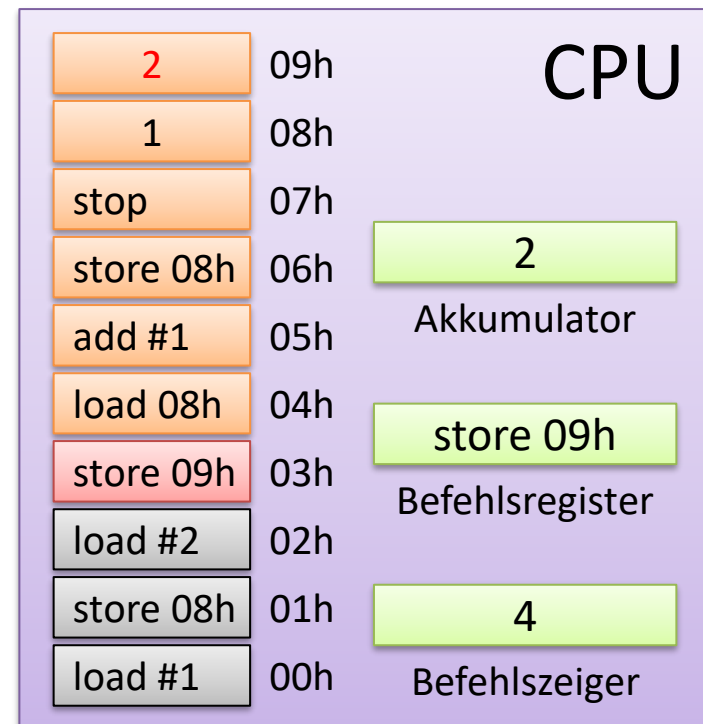 CPU
2 09h
1 08h
stop 07h
store 08h 06h
add #1 05h
load 08h 04h
store 09h 03h
load #2 02h
store 08h 01h
load #1 00h
2
Akkumulator
store 09h
Befehlsregister
4
Befehlszeiger